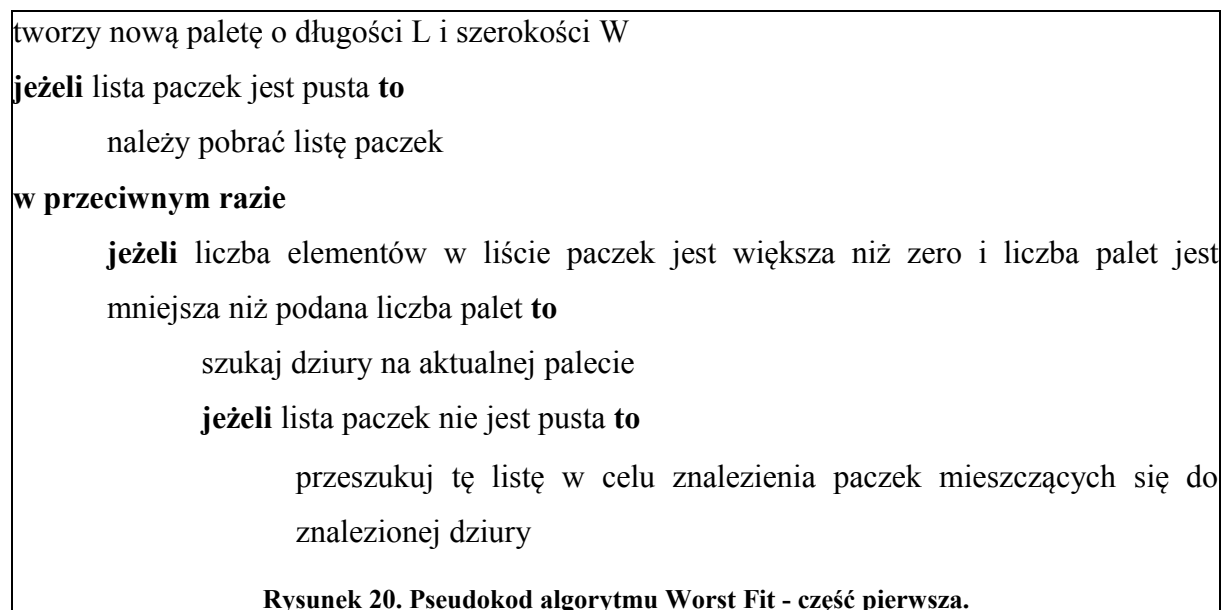 tworzy nową paletę o długości L i szerokości W
jeżeli lista paczek jest pusta to
należy pobrać listę paczek
w przeciwnym razie
jeżeli liczba elementów w liście paczek jest większa niż zero i liczba palet jest
mniejsza niż podana liczba palet to
szukaj dziury na aktualnej palecie
jeżeli lista paczek nie jest pusta to
przeszukuj tę listę w celu znalezienia paczek mieszczących się do
znalezionej dziury
Rysunek 20. Pseudokod algorytmu Worst Fit - część pierwsza.